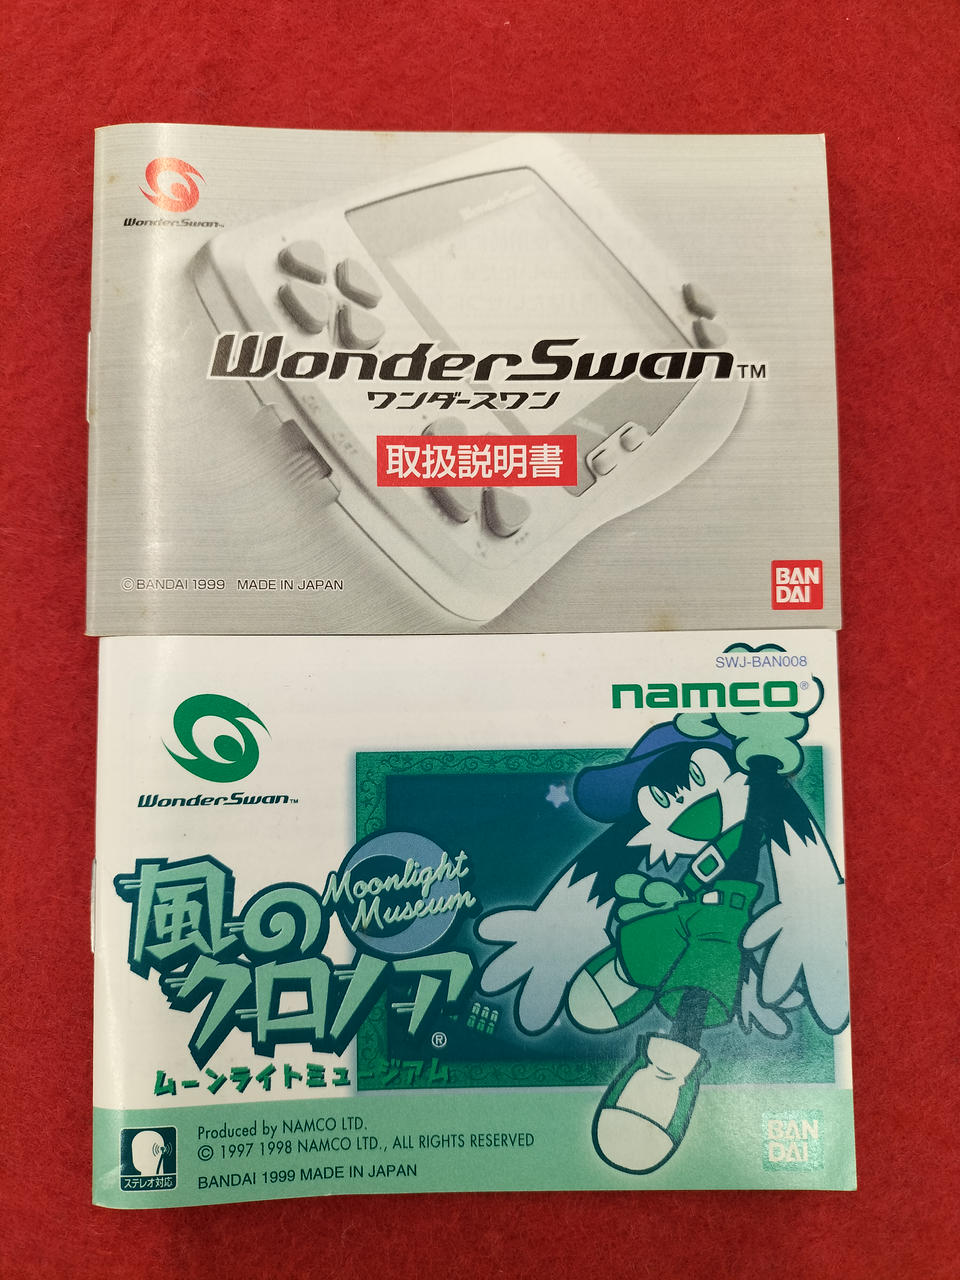 WonderSwan™
WonderSwan™
ワンダースワン
取扱説明書
© BANDAI 1999 MADE IN JAPAN
BAN
DAI
SWJ-BAN008
namco®
WonderSwan™
Moonlight
Museum
風の
クロノア®
ムーンライトミュージアム
Produced by NAMCO LTD.
© 1997 1998 NAMCO LTD., ALL RIGHTS RESERVED
BANDAI 1999 MADE IN JAPAN
ステレオ対応
BAN
DAI